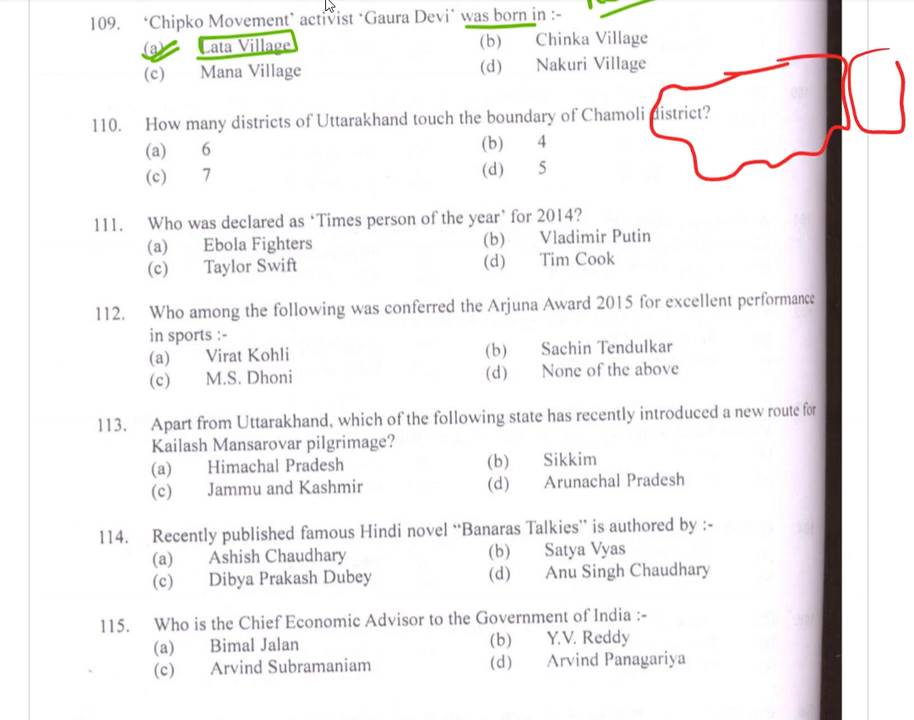 109. ‘Chipko Movement’ activist ‘Gaura Devi’ was born in :-
(a) Lata Village (b) Chinka Village
(c) Mana Village (d) Nakuri Village
110. How many districts of Uttarakhand touch the boundary of Chamoli district?
(a) 6 (b) 4
(c) 7 (d) 5
111. Who was declared as ‘Times person of the year’ for 2014?
(a) Ebola Fighters (b) Vladimir Putin
(c) Taylor Swift (d) Tim Cook
112. Who among the following was conferred the Arjuna Award 2015 for excellent performance
in sports :-
(a) Virat Kohli (b) Sachin Tendulkar
(c) M.S. Dhoni (d) None of the above
113. Apart from Uttarakhand, which of the following state has recently introduced a new route for
Kailash Mansarovar pilgrimage?
(a) Himachal Pradesh (b) Sikkim
(c) Jammu and Kashmir (d) Arunachal Pradesh
114. Recently published famous Hindi novel “Banaras Talkies” is authored by :-
(a) Ashish Chaudhary (b) Satya Vyas
(c) Dibya Prakash Dubey (d) Anu Singh Chaudhary
115. Who is the Chief Economic Advisor to the Government of India :-
(a) Bimal Jalan (b) Y.V. Reddy
(c) Arvind Subramaniam (d) Arvind Panagariya